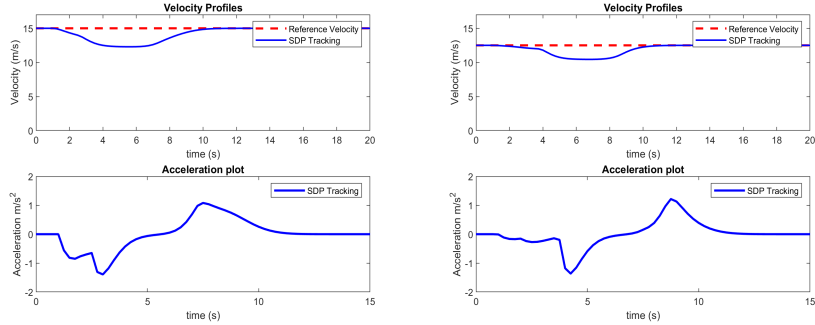 Velocity Profiles
15
10
5
0
Velocity (m/s)
Reference Velocity
SDP Tracking
0 2 4 6 8 10 12 14 16 18 20
time (s)
Acceleration plot
2
1
0
-1
-2
Acceleration m/s²
SDP Tracking
0 5 10 15
time (s)
Velocity Profiles
15
10
5
0
Velocity (m/s)
Reference Velocity
SDP Tracking
0 2 4 6 8 10 12 14 16 18 20
time (s)
Acceleration plot
2
1
0
-1
-2
Acceleration m/s²
SDP Tracking
0 5 10 15
time (s)